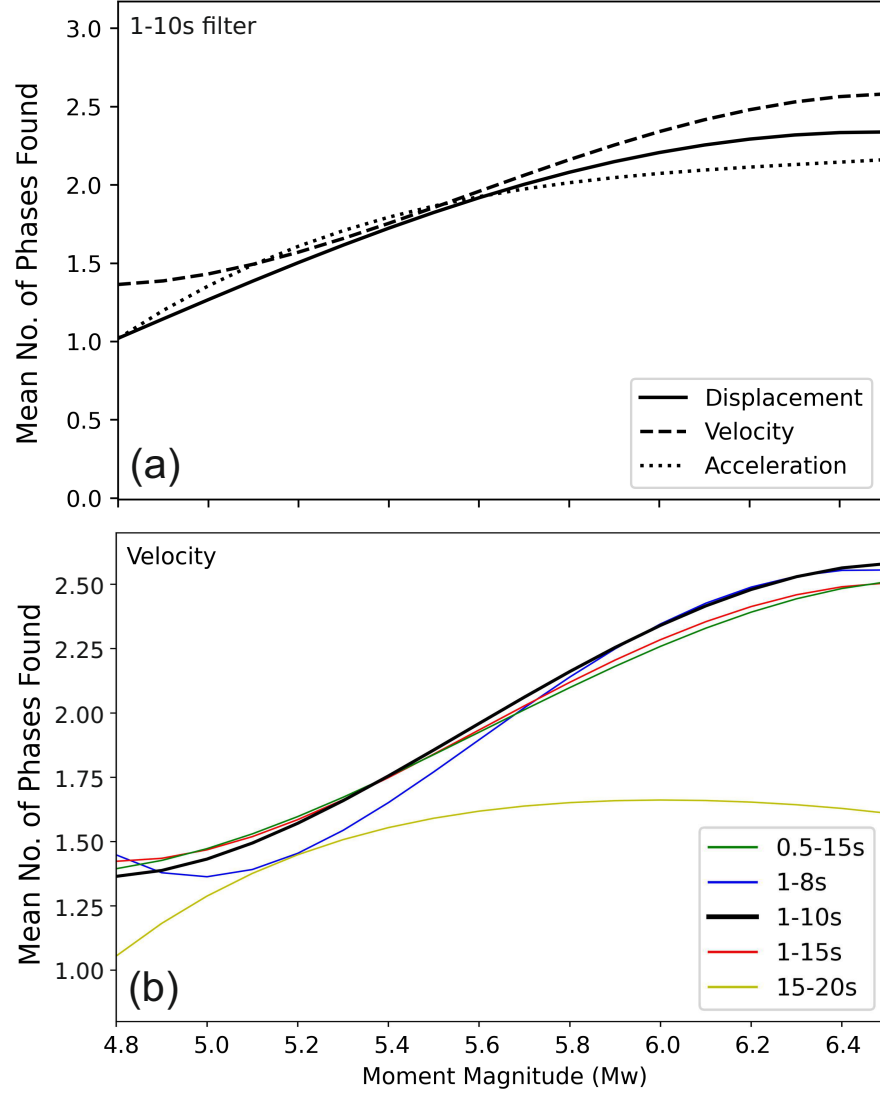 1-10s filter
3.0
2.5
2.0
1.5
1.0
0.5
0.0
Mean No. of Phases Found
Displacement
Velocity
Acceleration
(a)
Velocity
2.50
2.25
2.00
1.75
1.50
1.25
1.00
Mean No. of Phases Found
0.5-15s
1-8s
1-10s
1-15s
15-20s
(b)
4.8 5.0 5.2 5.4 5.6 5.8 6.0 6.2 6.4
Moment Magnitude (Mw)